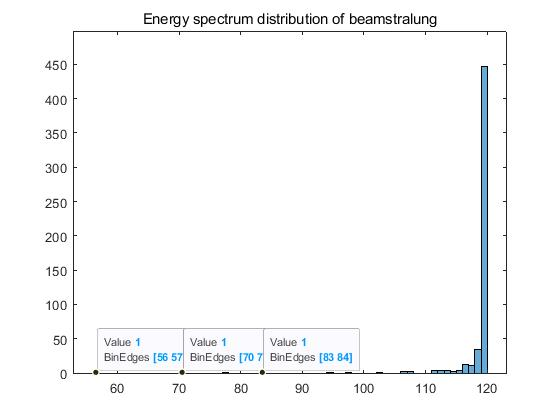 Energy spectrum distribution of beamstralung
450
400
350
300
250
200
150
100
50
0
Value 1
BinEdges [56 57
Value 1
BinEdges [70 7
Value 1
BinEdges [83 84]
60 70 80 90 100 110 120